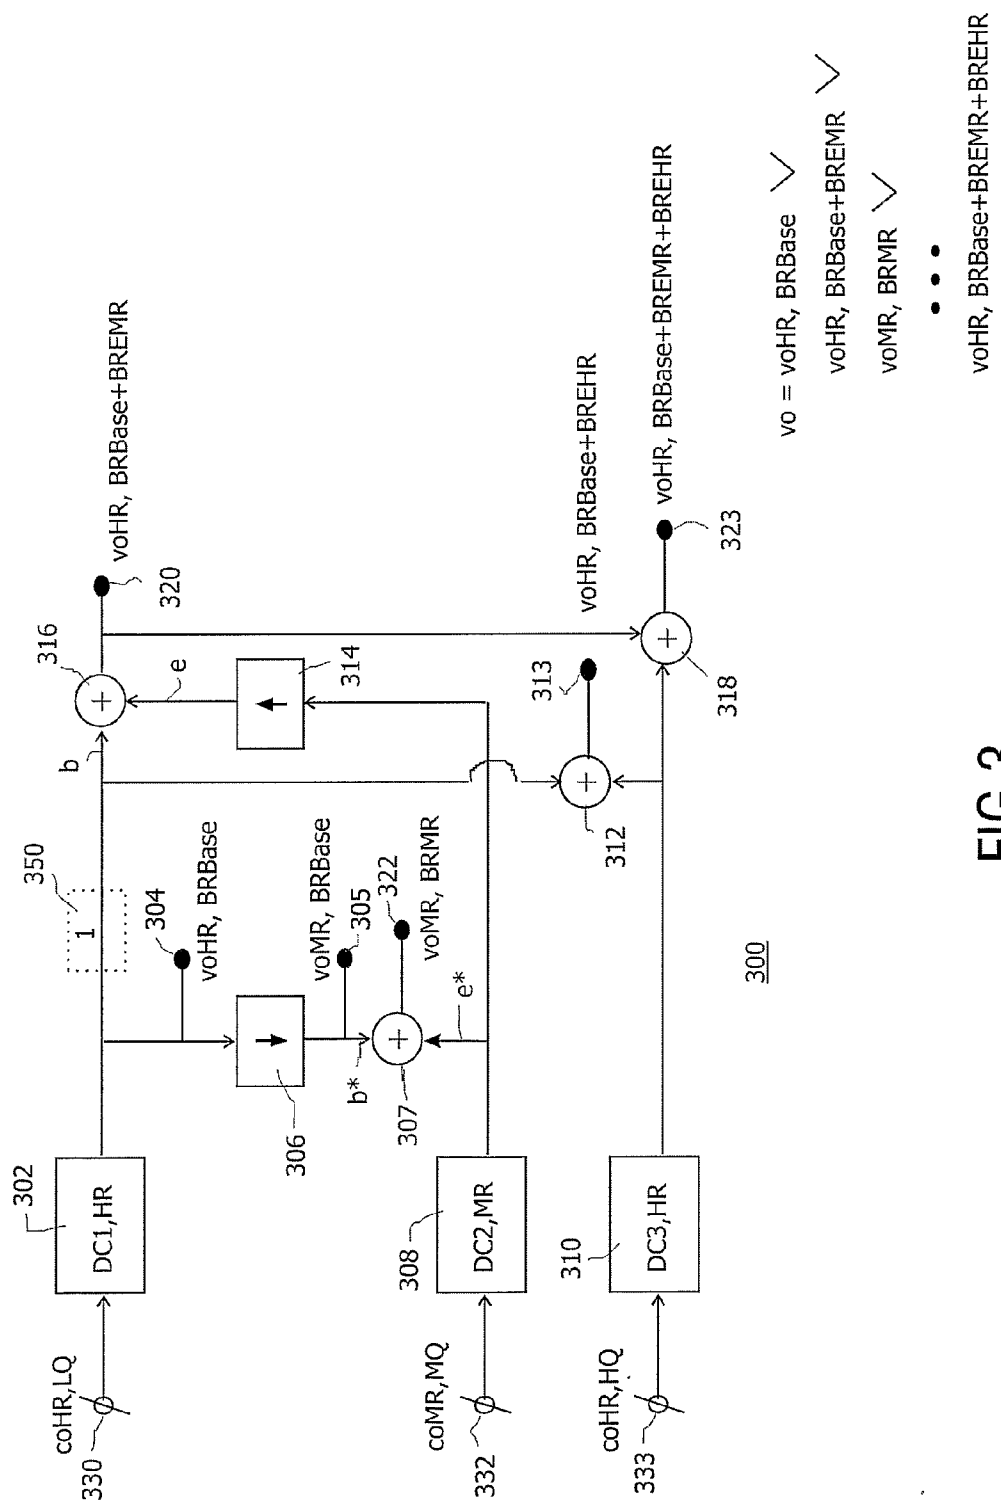 330
coHR,LQ
302
DC1,HR
350
1
304
voHR, BRBase
306
voMR, BRBase
305
b*
307
322
voMR, BRMR
e*
b
316
e
314
320
voHR, BRBase+BREMR
332
coMR,MQ
308
DC2,MR
312
313
voHR, BRBase+BREHR
333
coHR,HQ
310
DC3,HR
318
323
voHR, BRBase+BREMR+BREHR
300
vo = voHR, BRBase ∨
voHR, BRBase+BREMR ∨
voMR, BRMR ∨
• • •
voHR, BRBase+BREMR+BREHR